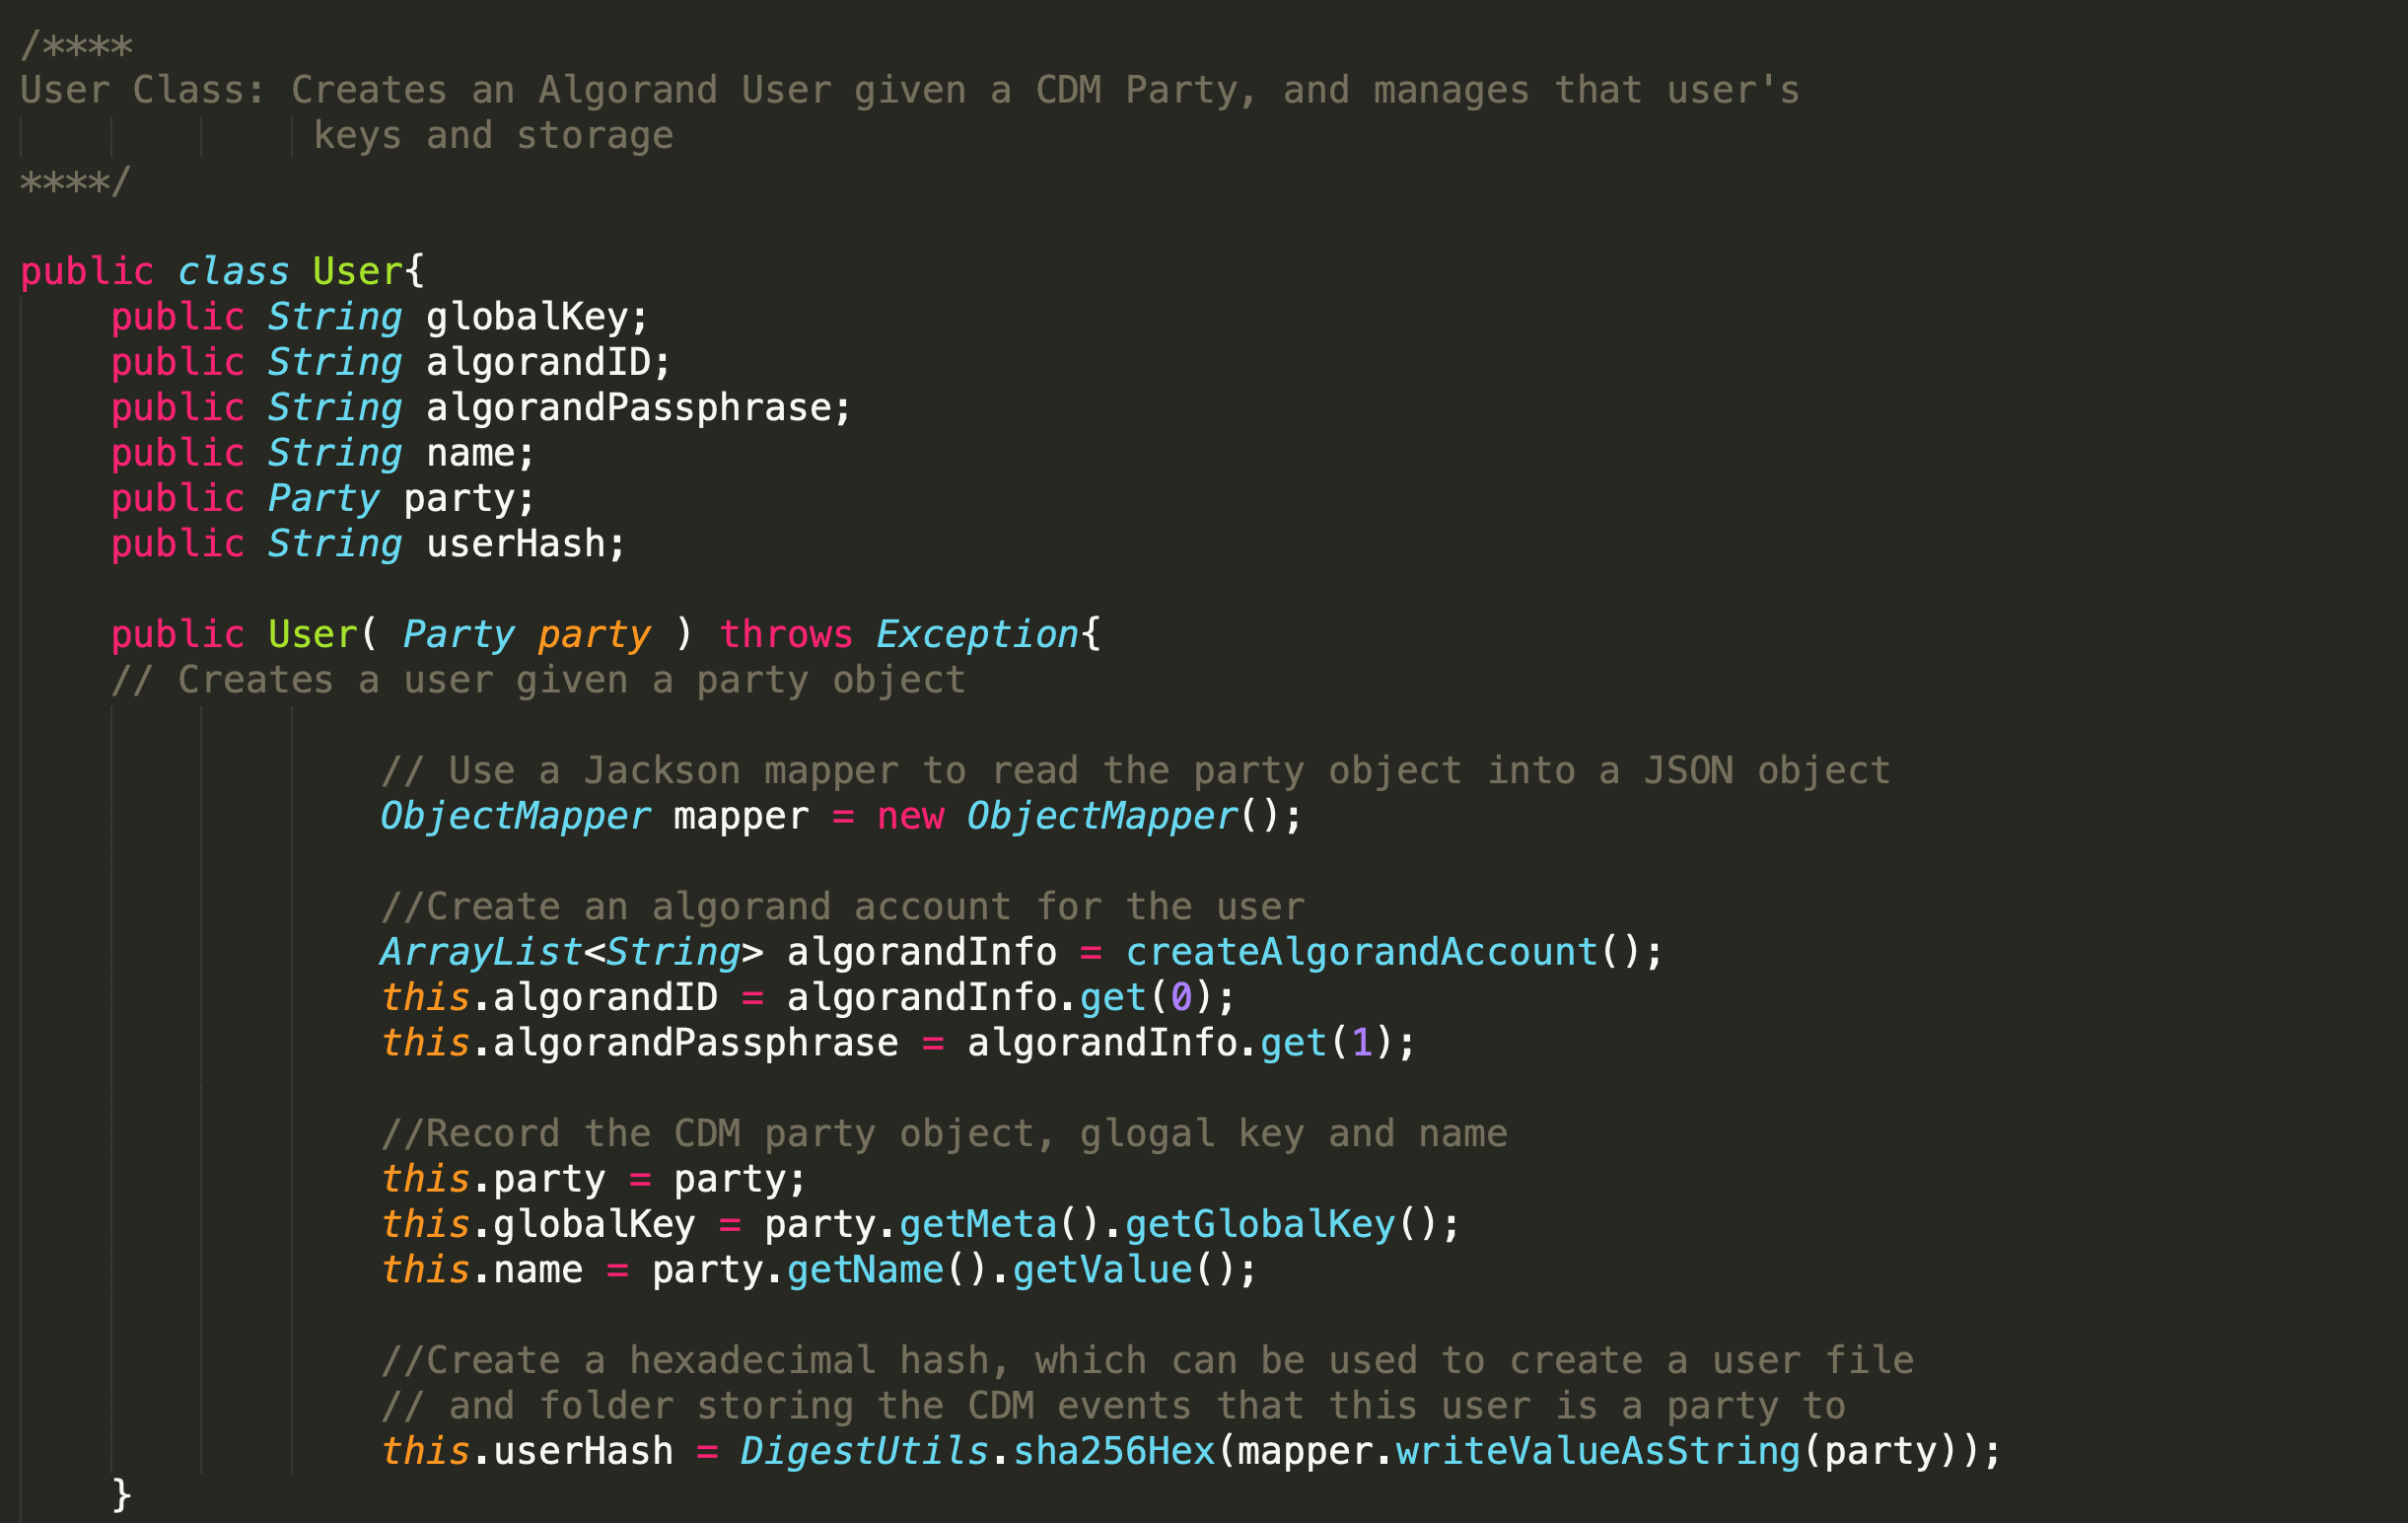 /****
User Class: Creates an Algorand User given a CDM Party, and manages that user's
             keys and storage
****/

public class User{
    public String globalKey;
    public String algorandID;
    public String algorandPassphrase;
    public String name;
    public Party party;
    public String userHash;

    public User( Party party ) throws Exception{
    // Creates a user given a party object

                // Use a Jackson mapper to read the party object into a JSON object
                ObjectMapper mapper = new ObjectMapper();

                //Create an algorand account for the user
                ArrayList<String> algorandInfo = createAlgorandAccount();
                this.algorandID = algorandInfo.get(0);
                this.algorandPassphrase = algorandInfo.get(1);

                //Record the CDM party object, glogal key and name
                this.party = party;
                this.globalKey = party.getMeta().getGlobalKey();
                this.name = party.getName().getValue();

                //Create a hexadecimal hash, which can be used to create a user file
                // and folder storing the CDM events that this user is a party to
                this.userHash = DigestUtils.sha256Hex(mapper.writeValueAsString(party));
    }